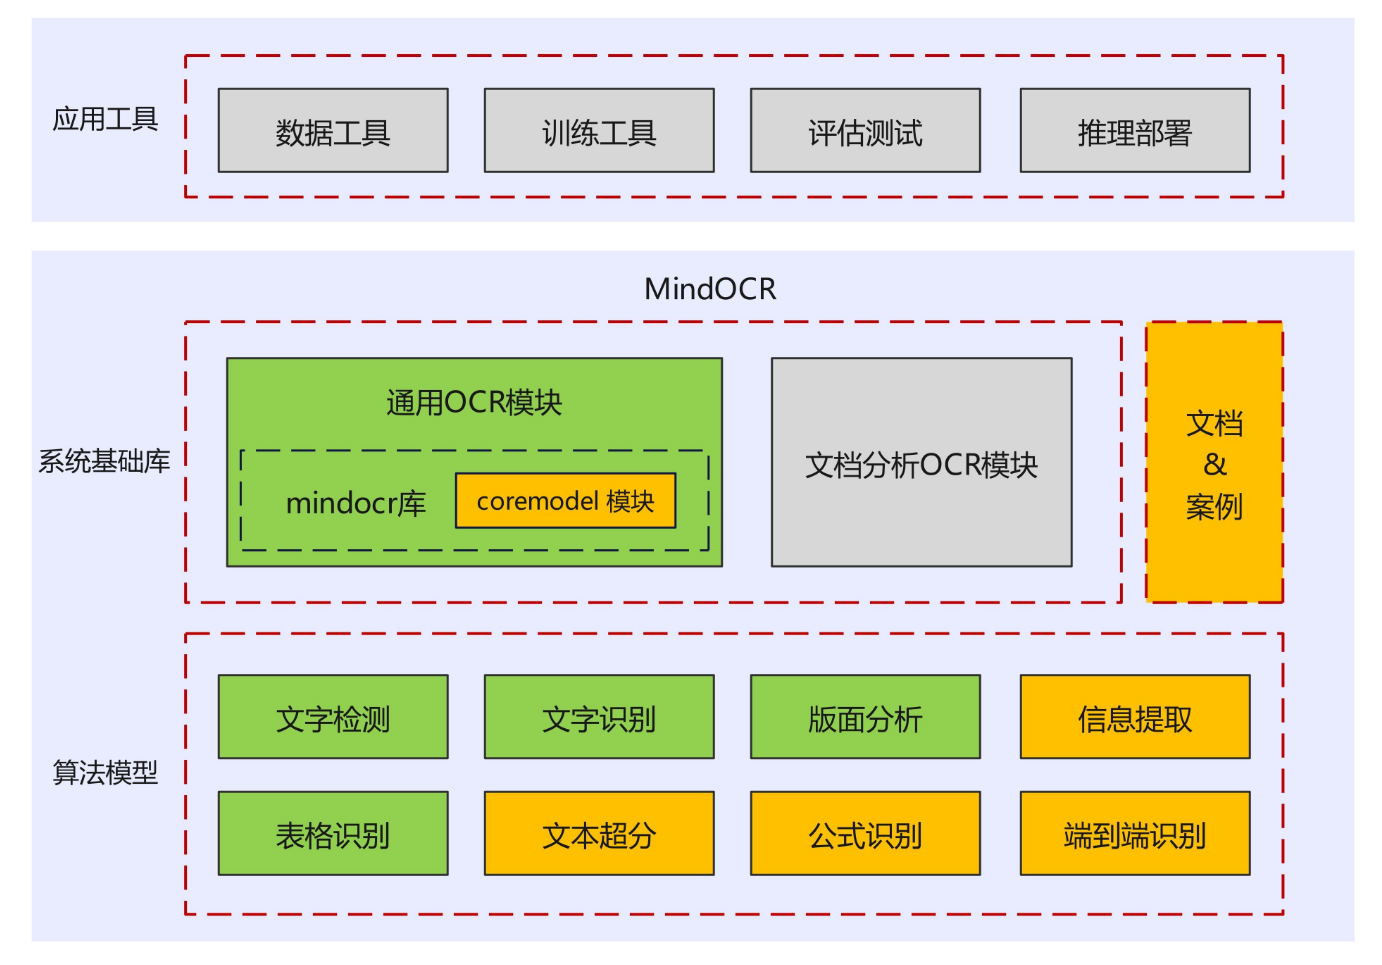 应用工具
数据工具
训练工具
评估测试
推理部署
MindOCR
系统基础库
通用OCR模块
mindocr库
coremodel 模块
文档分析OCR模块
文档
&
案例
算法模型
文字检测
文字识别
版面分析
信息提取
表格识别
文本超分
公式识别
端到端识别